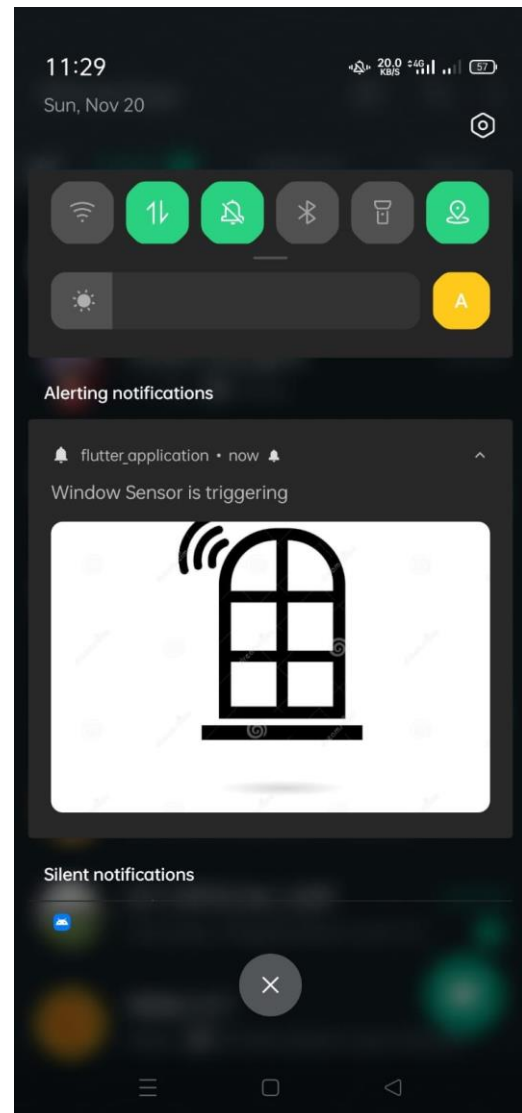 11:29
20.0 KB/S 4G 57
Sun, Nov 20
A
Alerting notifications
flutter_application • now
Window Sensor is triggering
Silent notifications